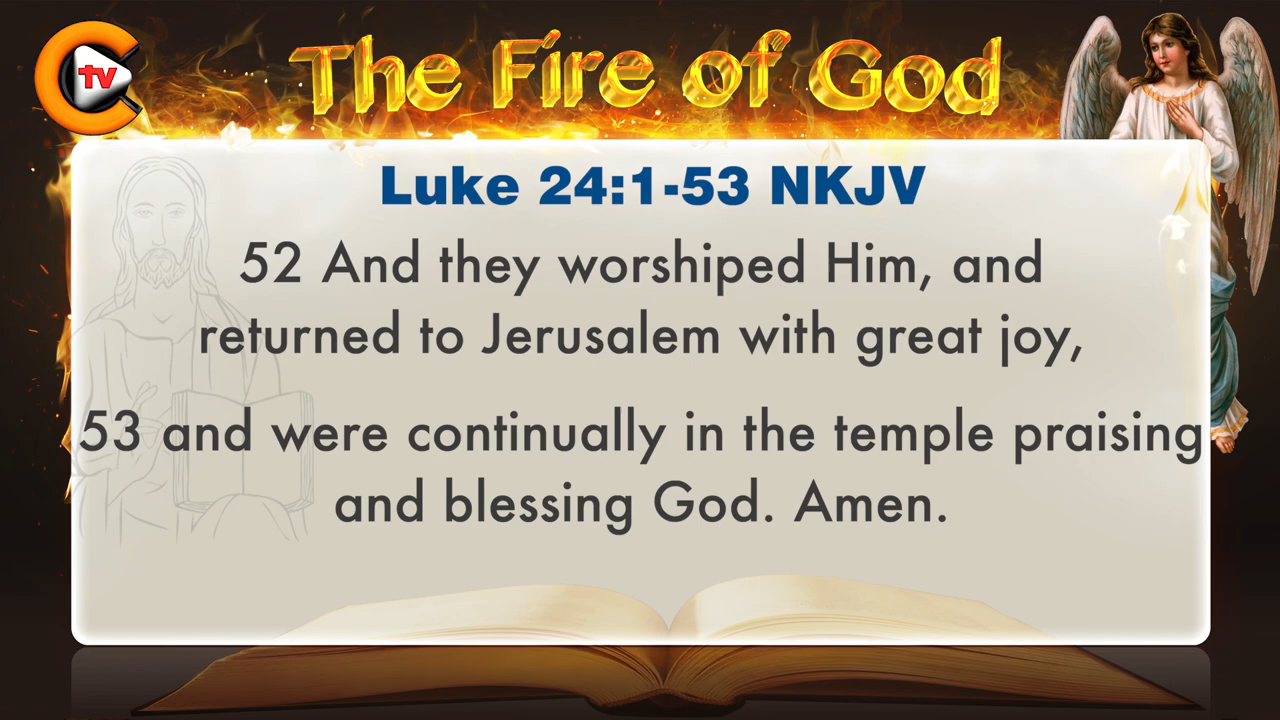 tv
The Fire of God
Luke 24:1-53 NKJV
52 And they worshiped Him, and
returned to Jerusalem with great joy,
53 and were continually in the temple praising
and blessing God. Amen.